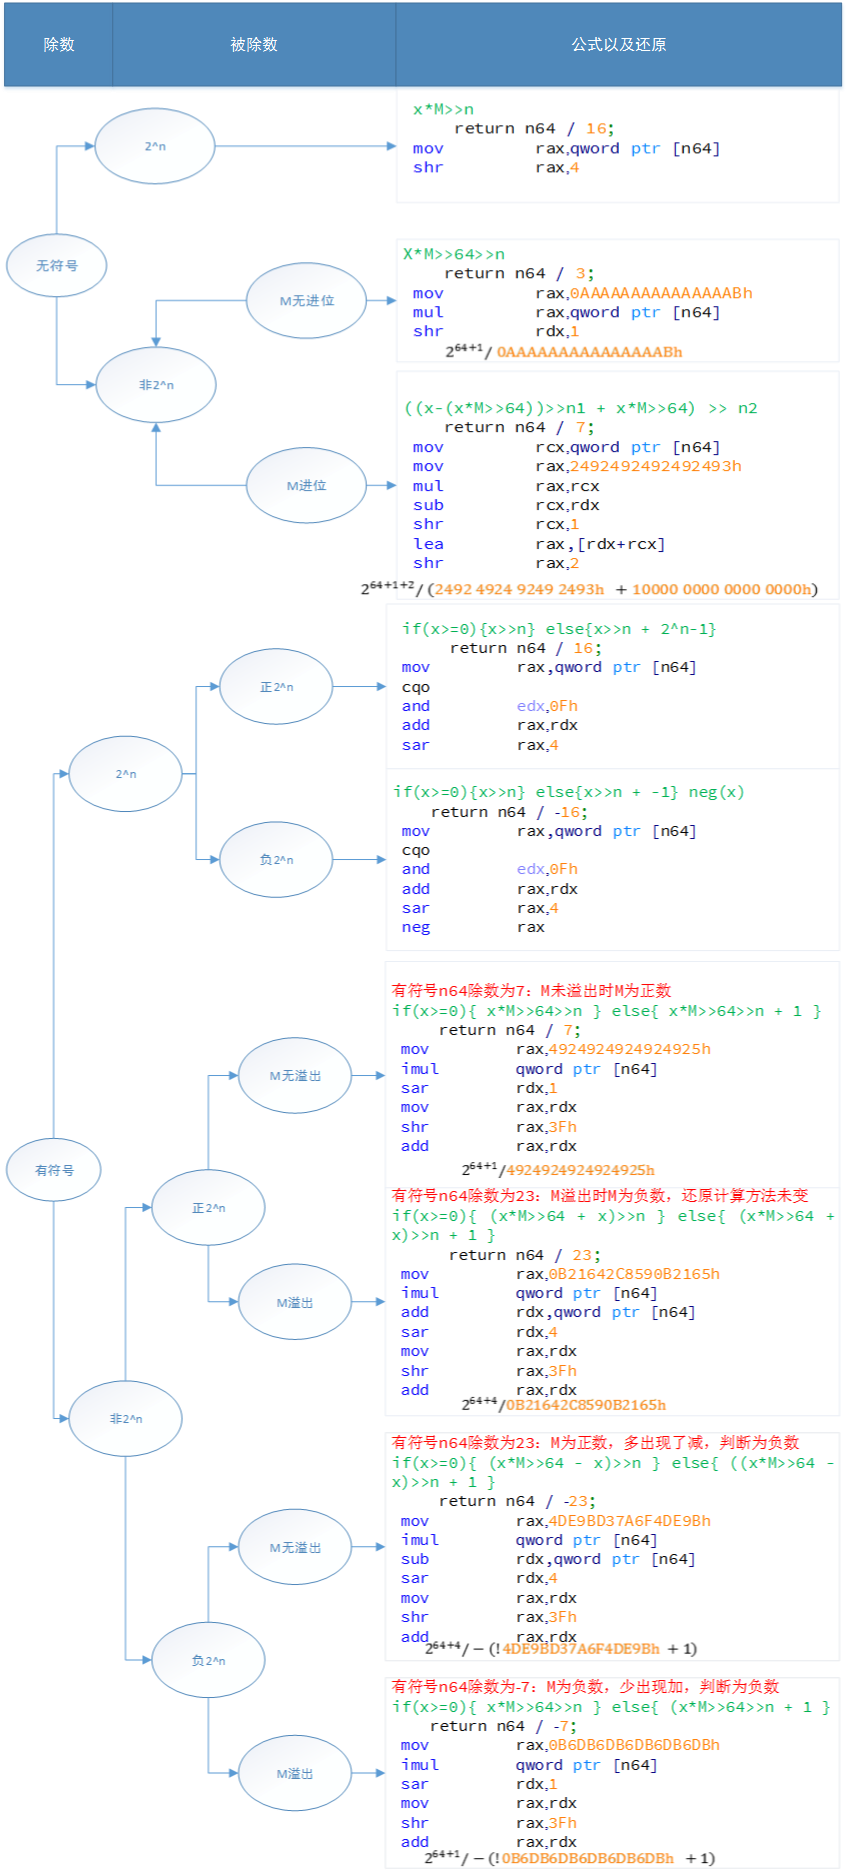 除数 被除数 公式以及还原
2^n
x*M>>n
return n64 / 16;
mov rax,qword ptr [n64]
shr rax,4
无符号
M无进位
X*M>>64>>n
return n64 / 3;
mov rax,0AAAAAAAAAAAAAAABh
mul rax,qword ptr [n64]
shr rdx,1
2^64+1/ 0AAAAAAAAAAAAAAABh
非2^n
M进位
((x-(x*M>>64))>>n1 + x*M>>64) >> n2
return n64 / 7;
mov rcx,qword ptr [n64]
mov rax,2492492492492493h
mul rax,rcx
sub rcx,rdx
shr rcx,1
lea rax,[rdx+rcx]
shr rax,2
2^64+1+2/(2492 4924 9249 2493h + 10000 0000 0000 0000h)
正2^n
if(x>=0){x>>n} else{x>>n + 2^n-1}
return n64 / 16;
mov rax,qword ptr [n64]
cqo
and edx,0Fh
add rax,rdx
sar rax,4
2^n
负2^n
if(x>=0){x>>n} else{x>>n + -1} neg(x)
return n64 / -16;
mov rax,qword ptr [n64]
cqo
and edx,0Fh
add rax,rdx
sar rax,4
neg rax
有符号
M无溢出
有符号n64除数为7：M未溢出时M为正数
if(x>=0){ x*M>>64>>n } else{ x*M>>64>>n + 1 }
return n64 / 7;
mov rax,4924924924924925h
imul qword ptr [n64]
sar rdx,1
mov rax,rdx
shr rax,3Fh
add rax,rdx
2^64+1/4924924924924925h
正2^n
M溢出
有符号n64除数为23：M溢出时M为负数，还原计算方法未变
if(x>=0){ (x*M>>64 + x)>>n } else{ (x*M>>64 +
x)>>n + 1 }
return n64 / 23;
mov rax,0B21642C8590B2165h
imul qword ptr [n64]
add rdx,qword ptr [n64]
sar rdx,4
mov rax,rdx
shr rax,3Fh
add rax,rdx
2^64+4/0B21642C8590B2165h
非2^n
M无溢出
有符号n64除数为23：M为正数，多出现了减，判断为负数
if(x>=0){ (x*M>>64 - x)>>n } else{ ((x*M>>64 -
x)>>n + 1 }
return n64 / -23;
mov rax,4DE9BD37A6F4DE9Bh
imul qword ptr [n64]
sub rdx,qword ptr [n64]
sar rdx,4
mov rax,rdx
shr rax,3Fh
add rax,rdx
2^64+4/−(!4DE9BD37A6F4DE9Bh + 1)
负2^n
M溢出
有符号n64除数为-7：M为负数，少出现加，判断为负数
if(x>=0){ x*M>>64>>n } else{ (x*M>>64>>n + 1 }
return n64 / -7;
mov rax,0B6DB6DB6DB6DB6DBh
imul qword ptr [n64]
sar rdx,1
mov rax,rdx
shr rax,3Fh
add rax,rdx
2^64+1/−(!0B6DB6DB6DB6DB6DBh + 1)